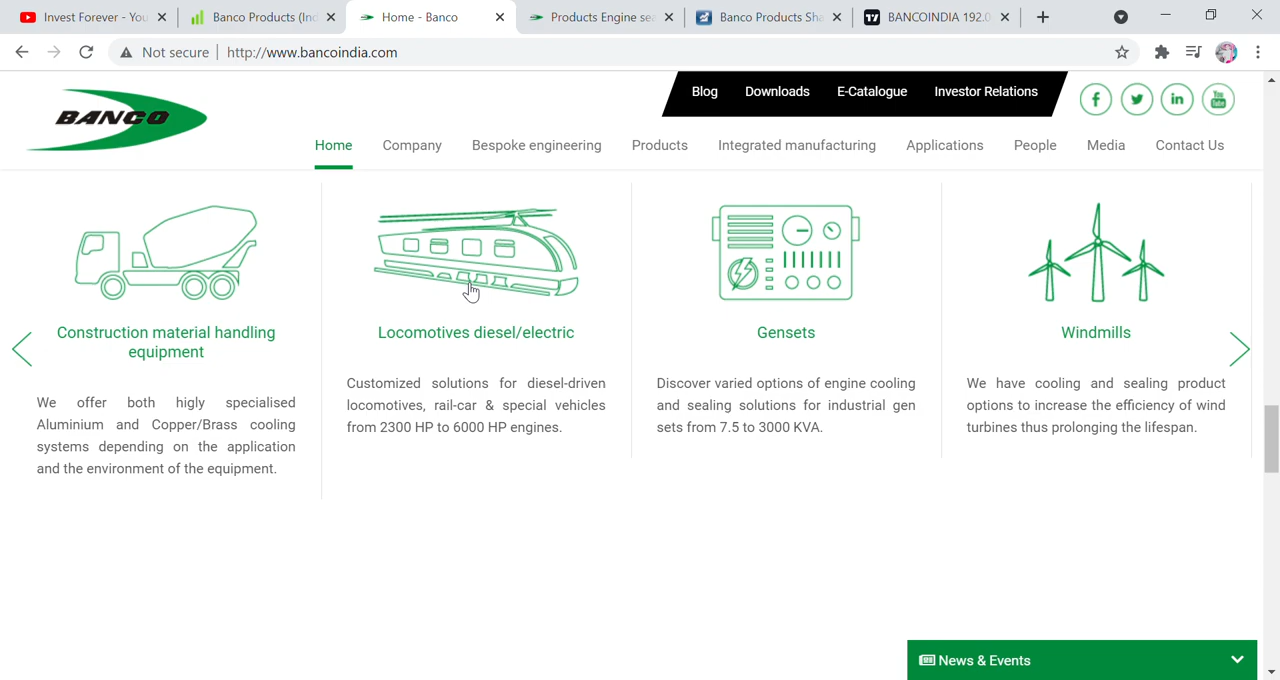 Invest Forever - You
Banco Products (Ind
Home - Banco
Products Engine sea
Banco Products Sha
BANCOINDIA 192.0
Not secure
http://www.bancoindia.com
BANCO
Blog
Downloads
E-Catalogue
Investor Relations
Home
Company
Bespoke engineering
Products
Integrated manufacturing
Applications
People
Media
Contact Us
Construction material handling
equipment
We offer both higly specialised
Aluminium and Copper/Brass cooling
systems depending on the application
and the environment of the equipment.
Locomotives diesel/electric
Customized solutions for diesel-driven
locomotives, rail-car & special vehicles
from 2300 HP to 6000 HP engines.
Gensets
Discover varied options of engine cooling
and sealing solutions for industrial gen
sets from 7.5 to 3000 KVA.
Windmills
We have cooling and sealing product
options to increase the efficiency of wind
turbines thus prolonging the lifespan.
News & Events